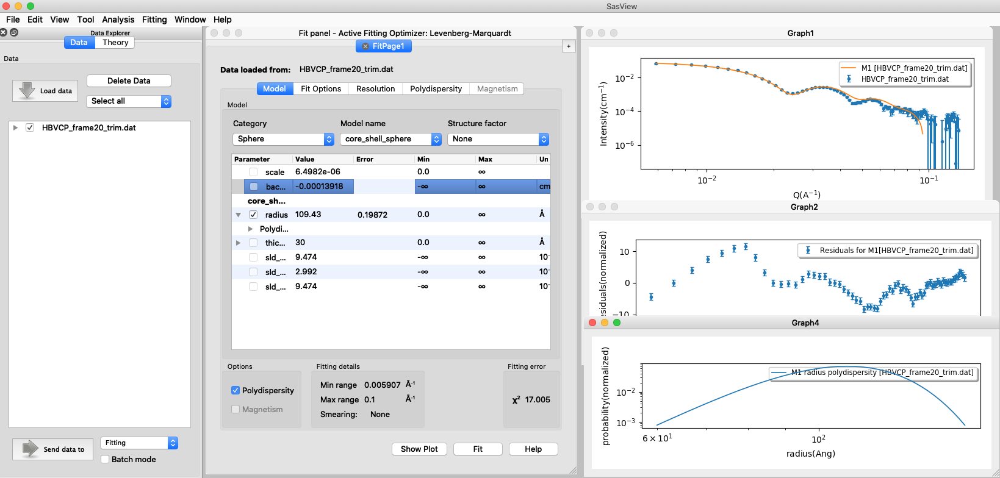 SasView
File Edit View Tool Analysis Fitting Window Help
Data Explorer
Data Theory
Data
Load data
Delete Data
Select all
HBVCP_frame20_trim.dat
Send data to
Fitting
Batch mode
Fit panel - Active Fitting Optimizer: Levenberg-Marquardt
FitPage1
+
Data loaded from: HBVCP_frame20_trim.dat
Model Fit Options Resolution Polydispersity Magnetism
Model
Category Model name Structure factor
Sphere core_shell_sphere None
Parameter Value Error Min Max Un
scale 6.4982e-06 0.0 ∞
bac... -0.00013918 -∞ ∞ cm
core_sh...
radius 109.43 0.19872 0.0 ∞ Å
Polydi...
thic... 30 0.0 ∞ Å
sld_... 9.474 -∞ ∞ 10⁻
sld_... 2.992 -∞ ∞ 10⁻
sld_... 9.474 -∞ ∞ 10⁻
Options
Polydispersity
Magnetism
Fitting details
Min range 0.005907 Å⁻¹
Max range 0.1 Å⁻¹
Smearing: None
Fitting error
χ² 17.005
Show Plot Fit Help
Graph1
M1 [HBVCP_frame20_trim.dat]
HBVCP_frame20_trim.dat
Intensity(cm⁻¹)
10⁻²
10⁻⁴
10⁻⁶
10⁻² 10⁻¹
Q(A⁻¹)
Graph2
Residuals for M1[HBVCP_frame20_trim.dat]
esiduals(normalized)
10
0
−10
Graph4
M1 radius polydispersity [HBVCP_frame20_trim.dat]
probability(normalized)
10⁻²
10⁻³
6 × 10¹ 10²
radius(Ang)